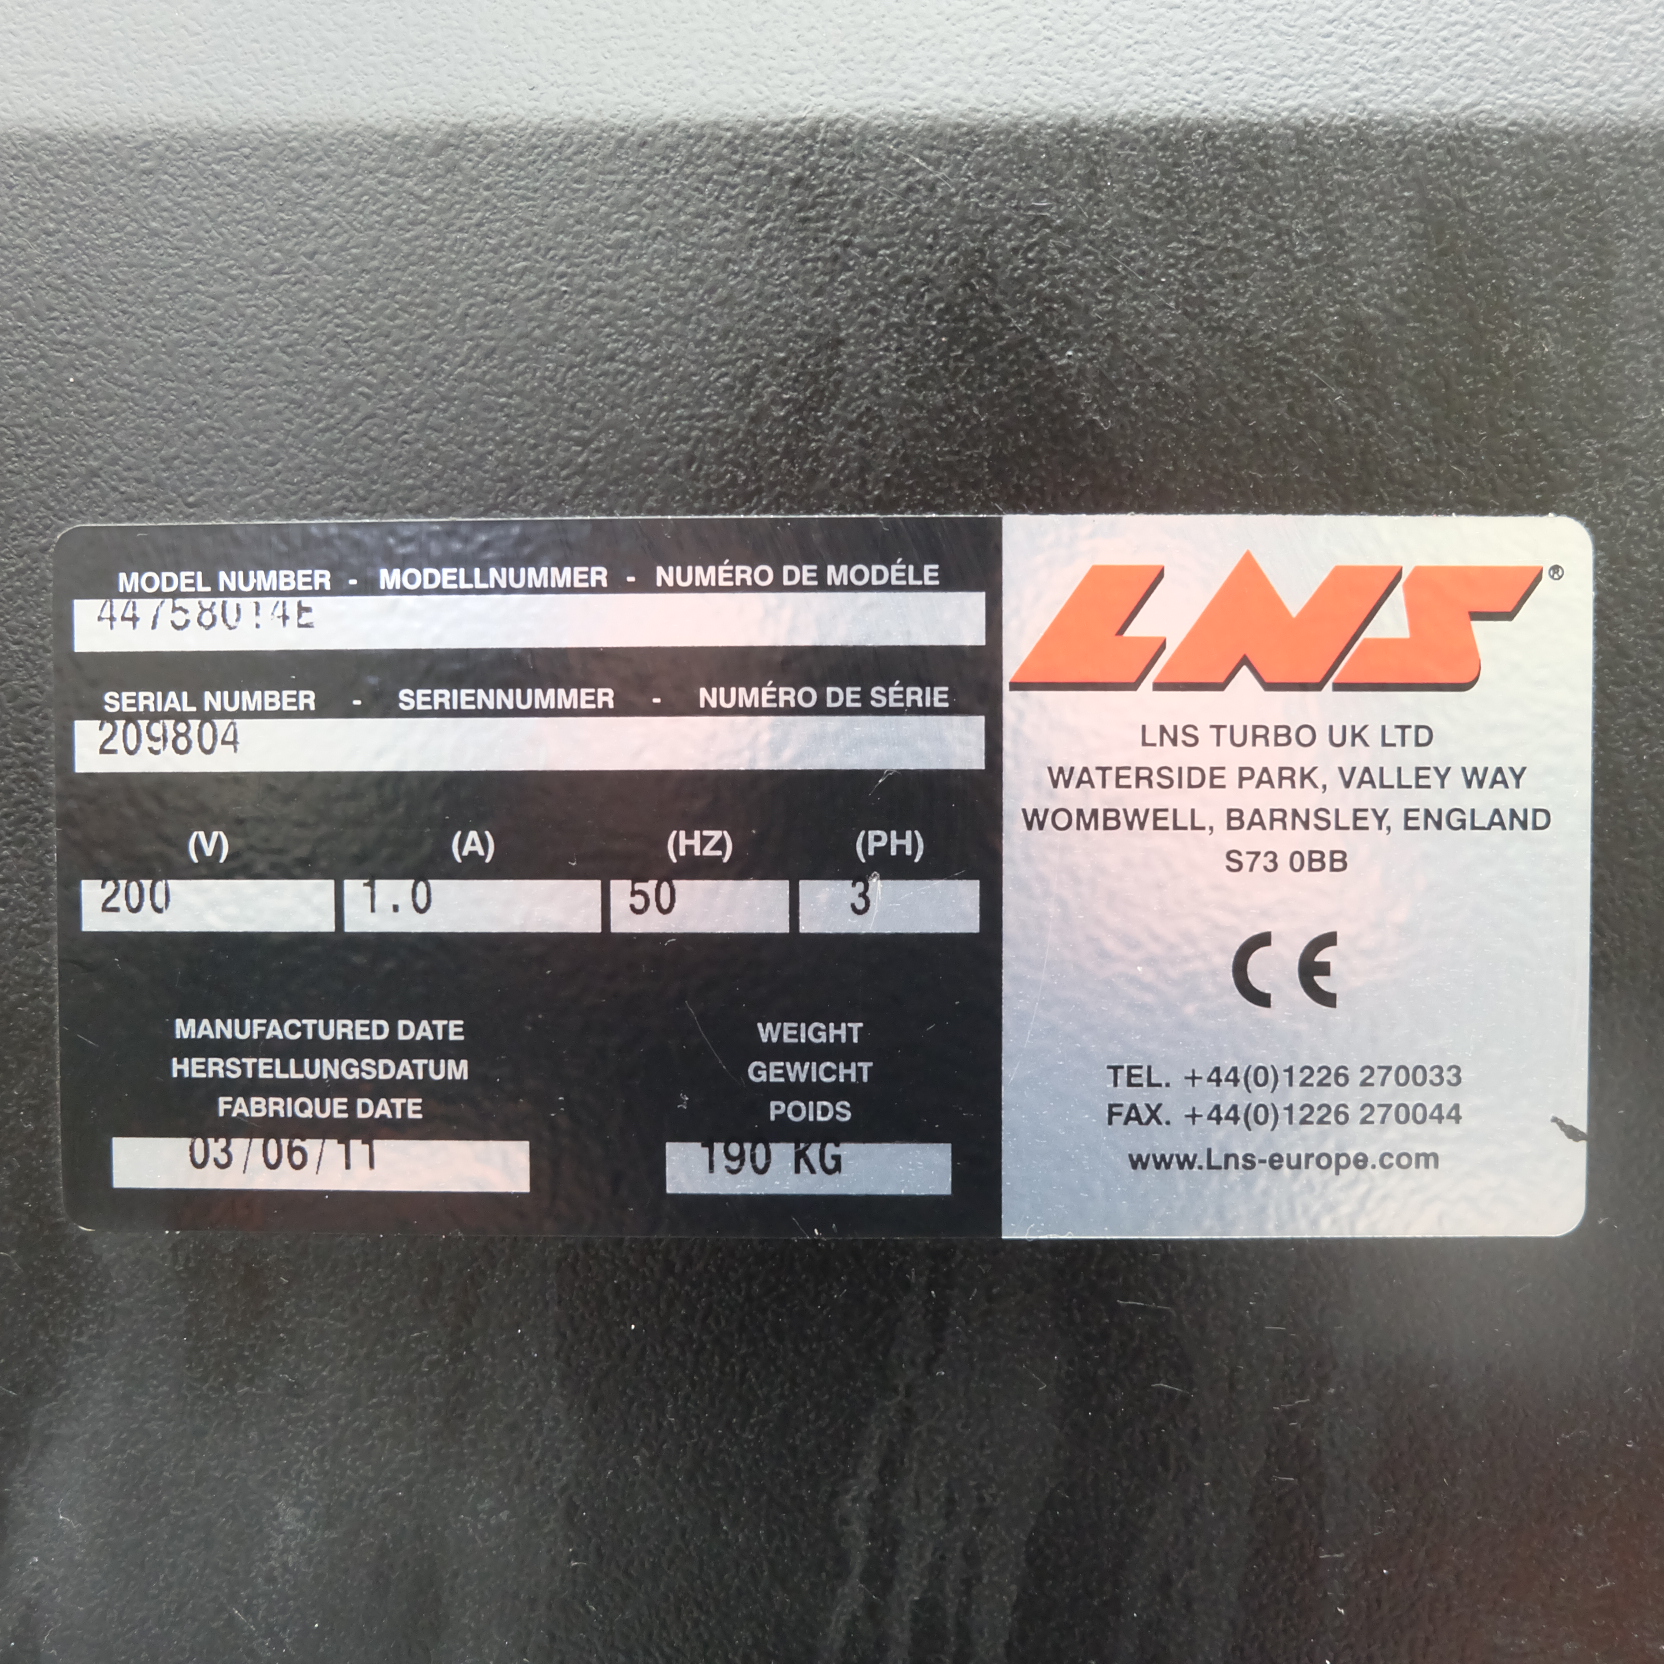 MODEL NUMBER - MODELLNUMMER - NUMÉRO DE MODÉLE
44758014E
SERIAL NUMBER - SERIENNUMMER - NUMÉRO DE SÉRIE
209804
(V) (A) (HZ) (PH)
200 1.0 50 3
MANUFACTURED DATE
HERSTELLUNGSDATUM
FABRIQUE DATE
03/06/11
WEIGHT
GEWICHT
POIDS
190 KG
LNS®
LNS TURBO UK LTD
WATERSIDE PARK, VALLEY WAY
WOMBWELL, BARNSLEY, ENGLAND
S73 0BB
CE
TEL. +44(0)1226 270033
FAX. +44(0)1226 270044
www.Lns-europe.com